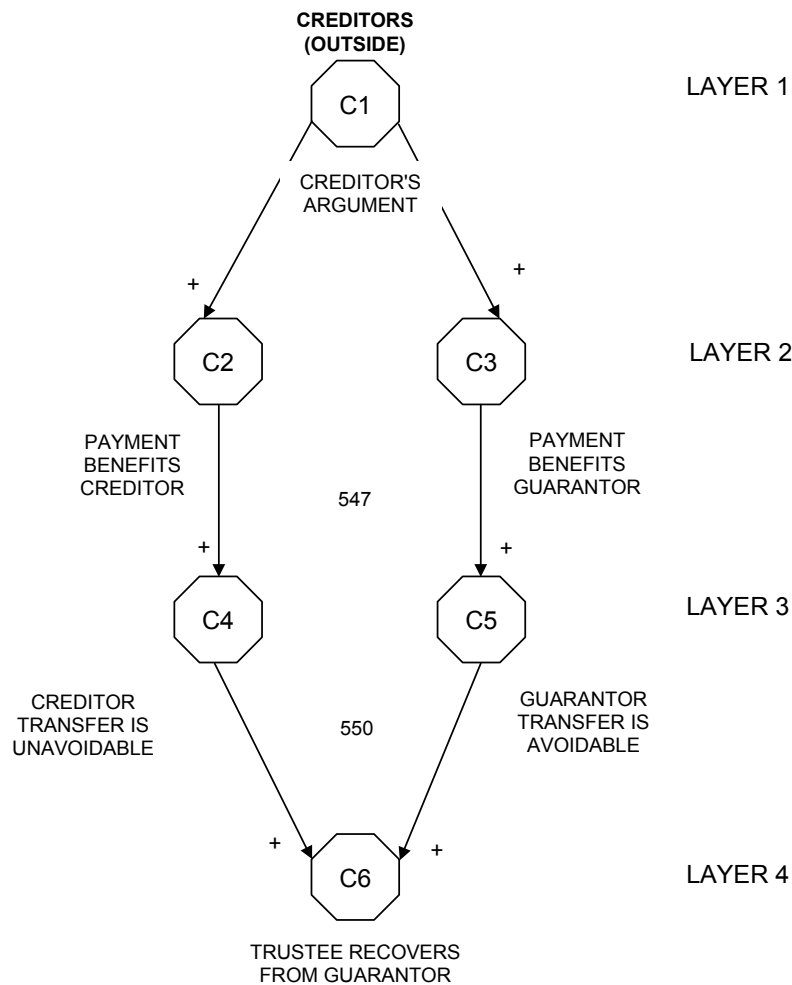 CREDITORS
(OUTSIDE)
C1
LAYER 1
CREDITOR'S
ARGUMENT
+
+
C2
C3
LAYER 2
PAYMENT
BENEFITS
CREDITOR
PAYMENT
BENEFITS
GUARANTOR
547
+
+
C4
C5
LAYER 3
CREDITOR
TRANSFER IS
UNAVOIDABLE
550
GUARANTOR
TRANSFER IS
AVOIDABLE
+
+
C6
LAYER 4
TRUSTEE RECOVERS
FROM GUARANTOR